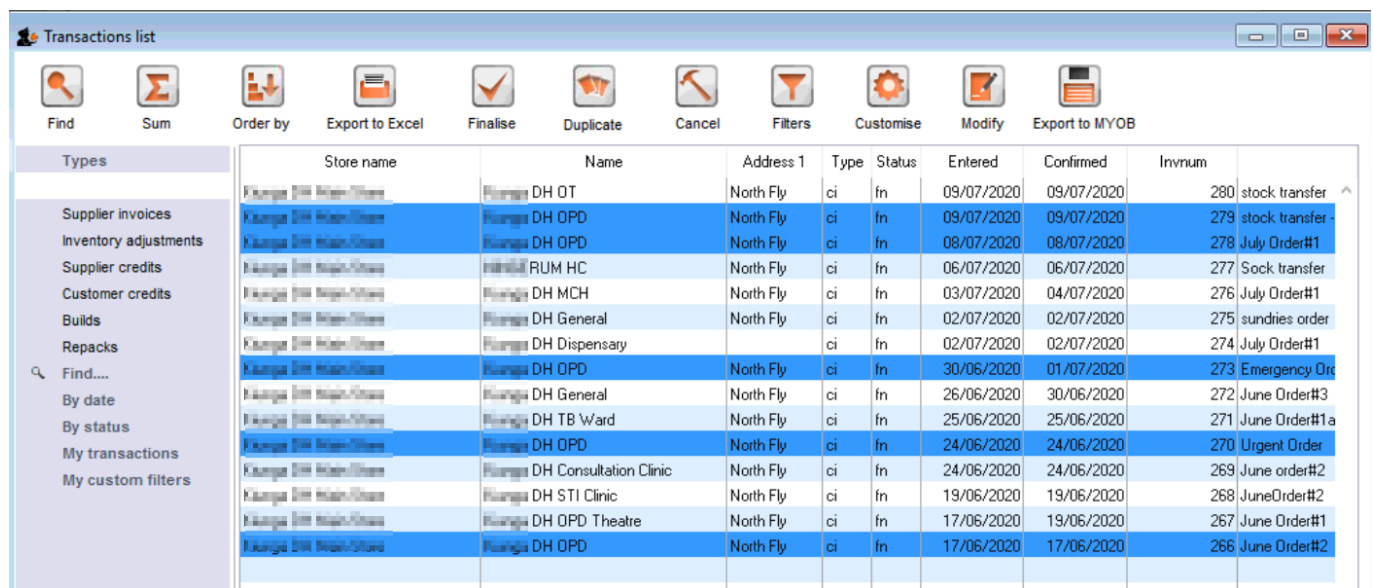 Transactions list
Find Sum Order by Export to Excel Finalise Duplicate Cancel Filters Customise Modify Export to MYOB
Types
Supplier invoices
Inventory adjustments
Supplier credits
Customer credits
Builds
Repacks
Find....
By date
By status
My transactions
My custom filters
Store name Name Address 1 Type Status Entered Confirmed Invnum
DH OT North Fly ci fn 09/07/2020 09/07/2020 280 stock transfer
DH OPD North Fly ci fn 09/07/2020 09/07/2020 279 stock transfer -
DH OPD North Fly ci fn 08/07/2020 08/07/2020 278 July Order#1
RUM HC North Fly ci fn 06/07/2020 06/07/2020 277 Sock transfer
DH MCH North Fly ci fn 03/07/2020 04/07/2020 276 July Order#1
DH General North Fly ci fn 02/07/2020 02/07/2020 275 sundries order
DH Dispensary ci fn 02/07/2020 02/07/2020 274 July Order#1
DH OPD North Fly ci fn 30/06/2020 01/07/2020 273 Emergency Orc
DH General North Fly ci fn 26/06/2020 30/06/2020 272 June Order#3
DH TB Ward North Fly ci fn 25/06/2020 25/06/2020 271 June Order#1a
DH OPD North Fly ci fn 24/06/2020 24/06/2020 270 Urgent Order
DH Consultation Clinic North Fly ci fn 24/06/2020 24/06/2020 269 June order#2
DH STI Clinic North Fly ci fn 19/06/2020 19/06/2020 268 JuneOrder#2
DH OPD Theatre North Fly ci fn 17/06/2020 19/06/2020 267 June Order#1
DH OPD North Fly ci fn 17/06/2020 17/06/2020 266 June Order#2